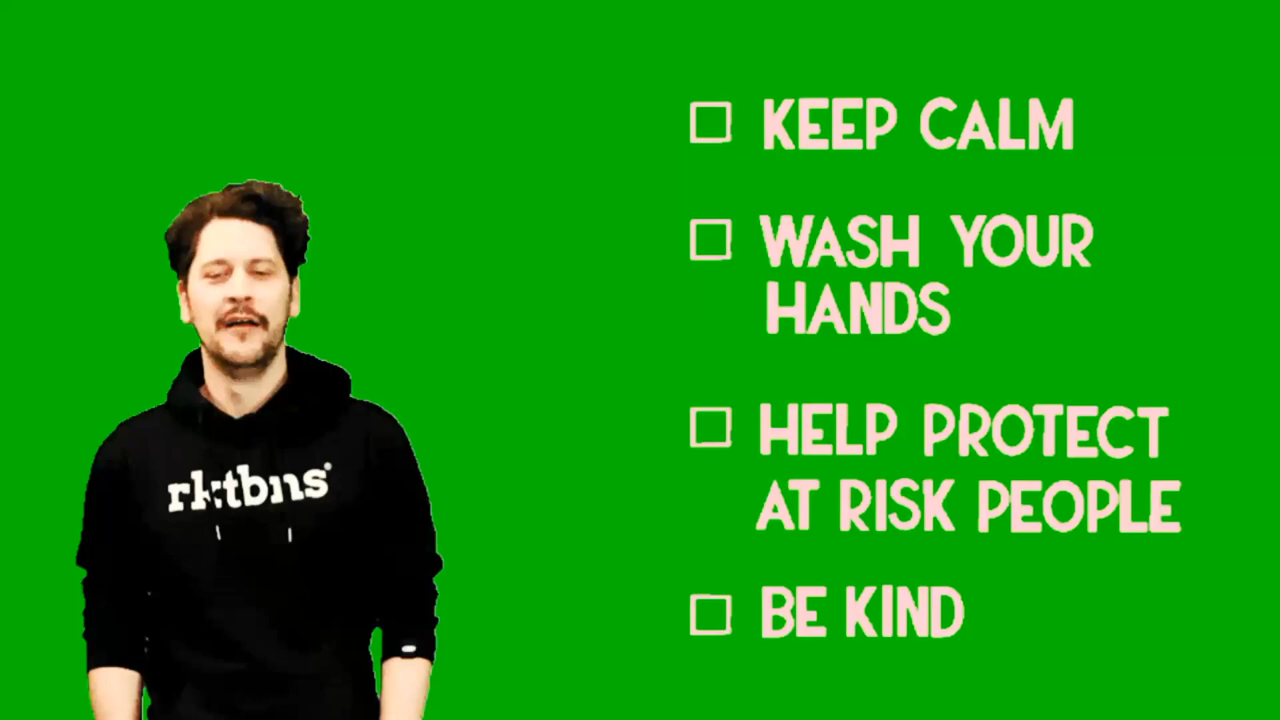 rktbns®
KEEP CALM
WASH YOUR
HANDS
HELP PROTECT
AT RISK PEOPLE
BE KIND